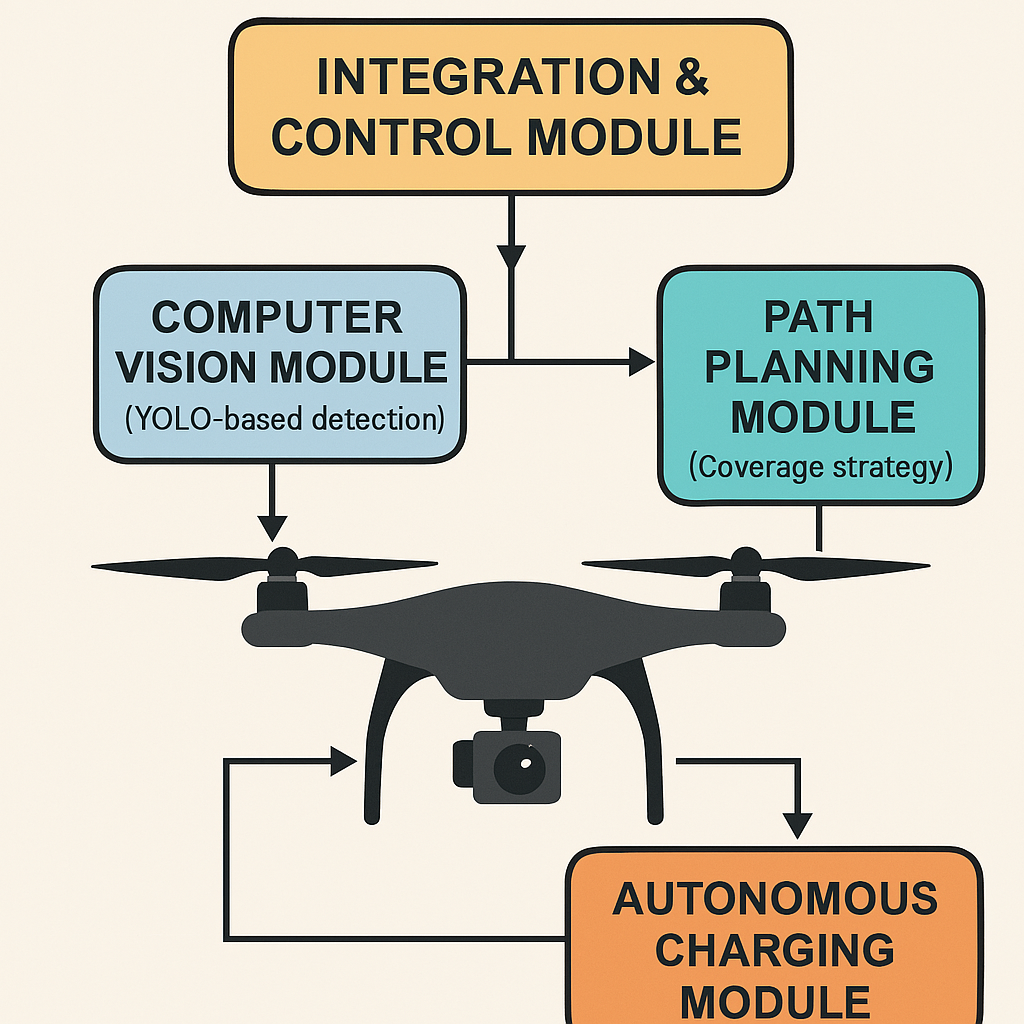 INTEGRATION &
CONTROL MODULE
COMPUTER
VISION MODULE
(YOLO-based detection)
PATH
PLANNING
MODULE
(Coverage strategy)
AUTONOMOUS
CHARGING
MODULE